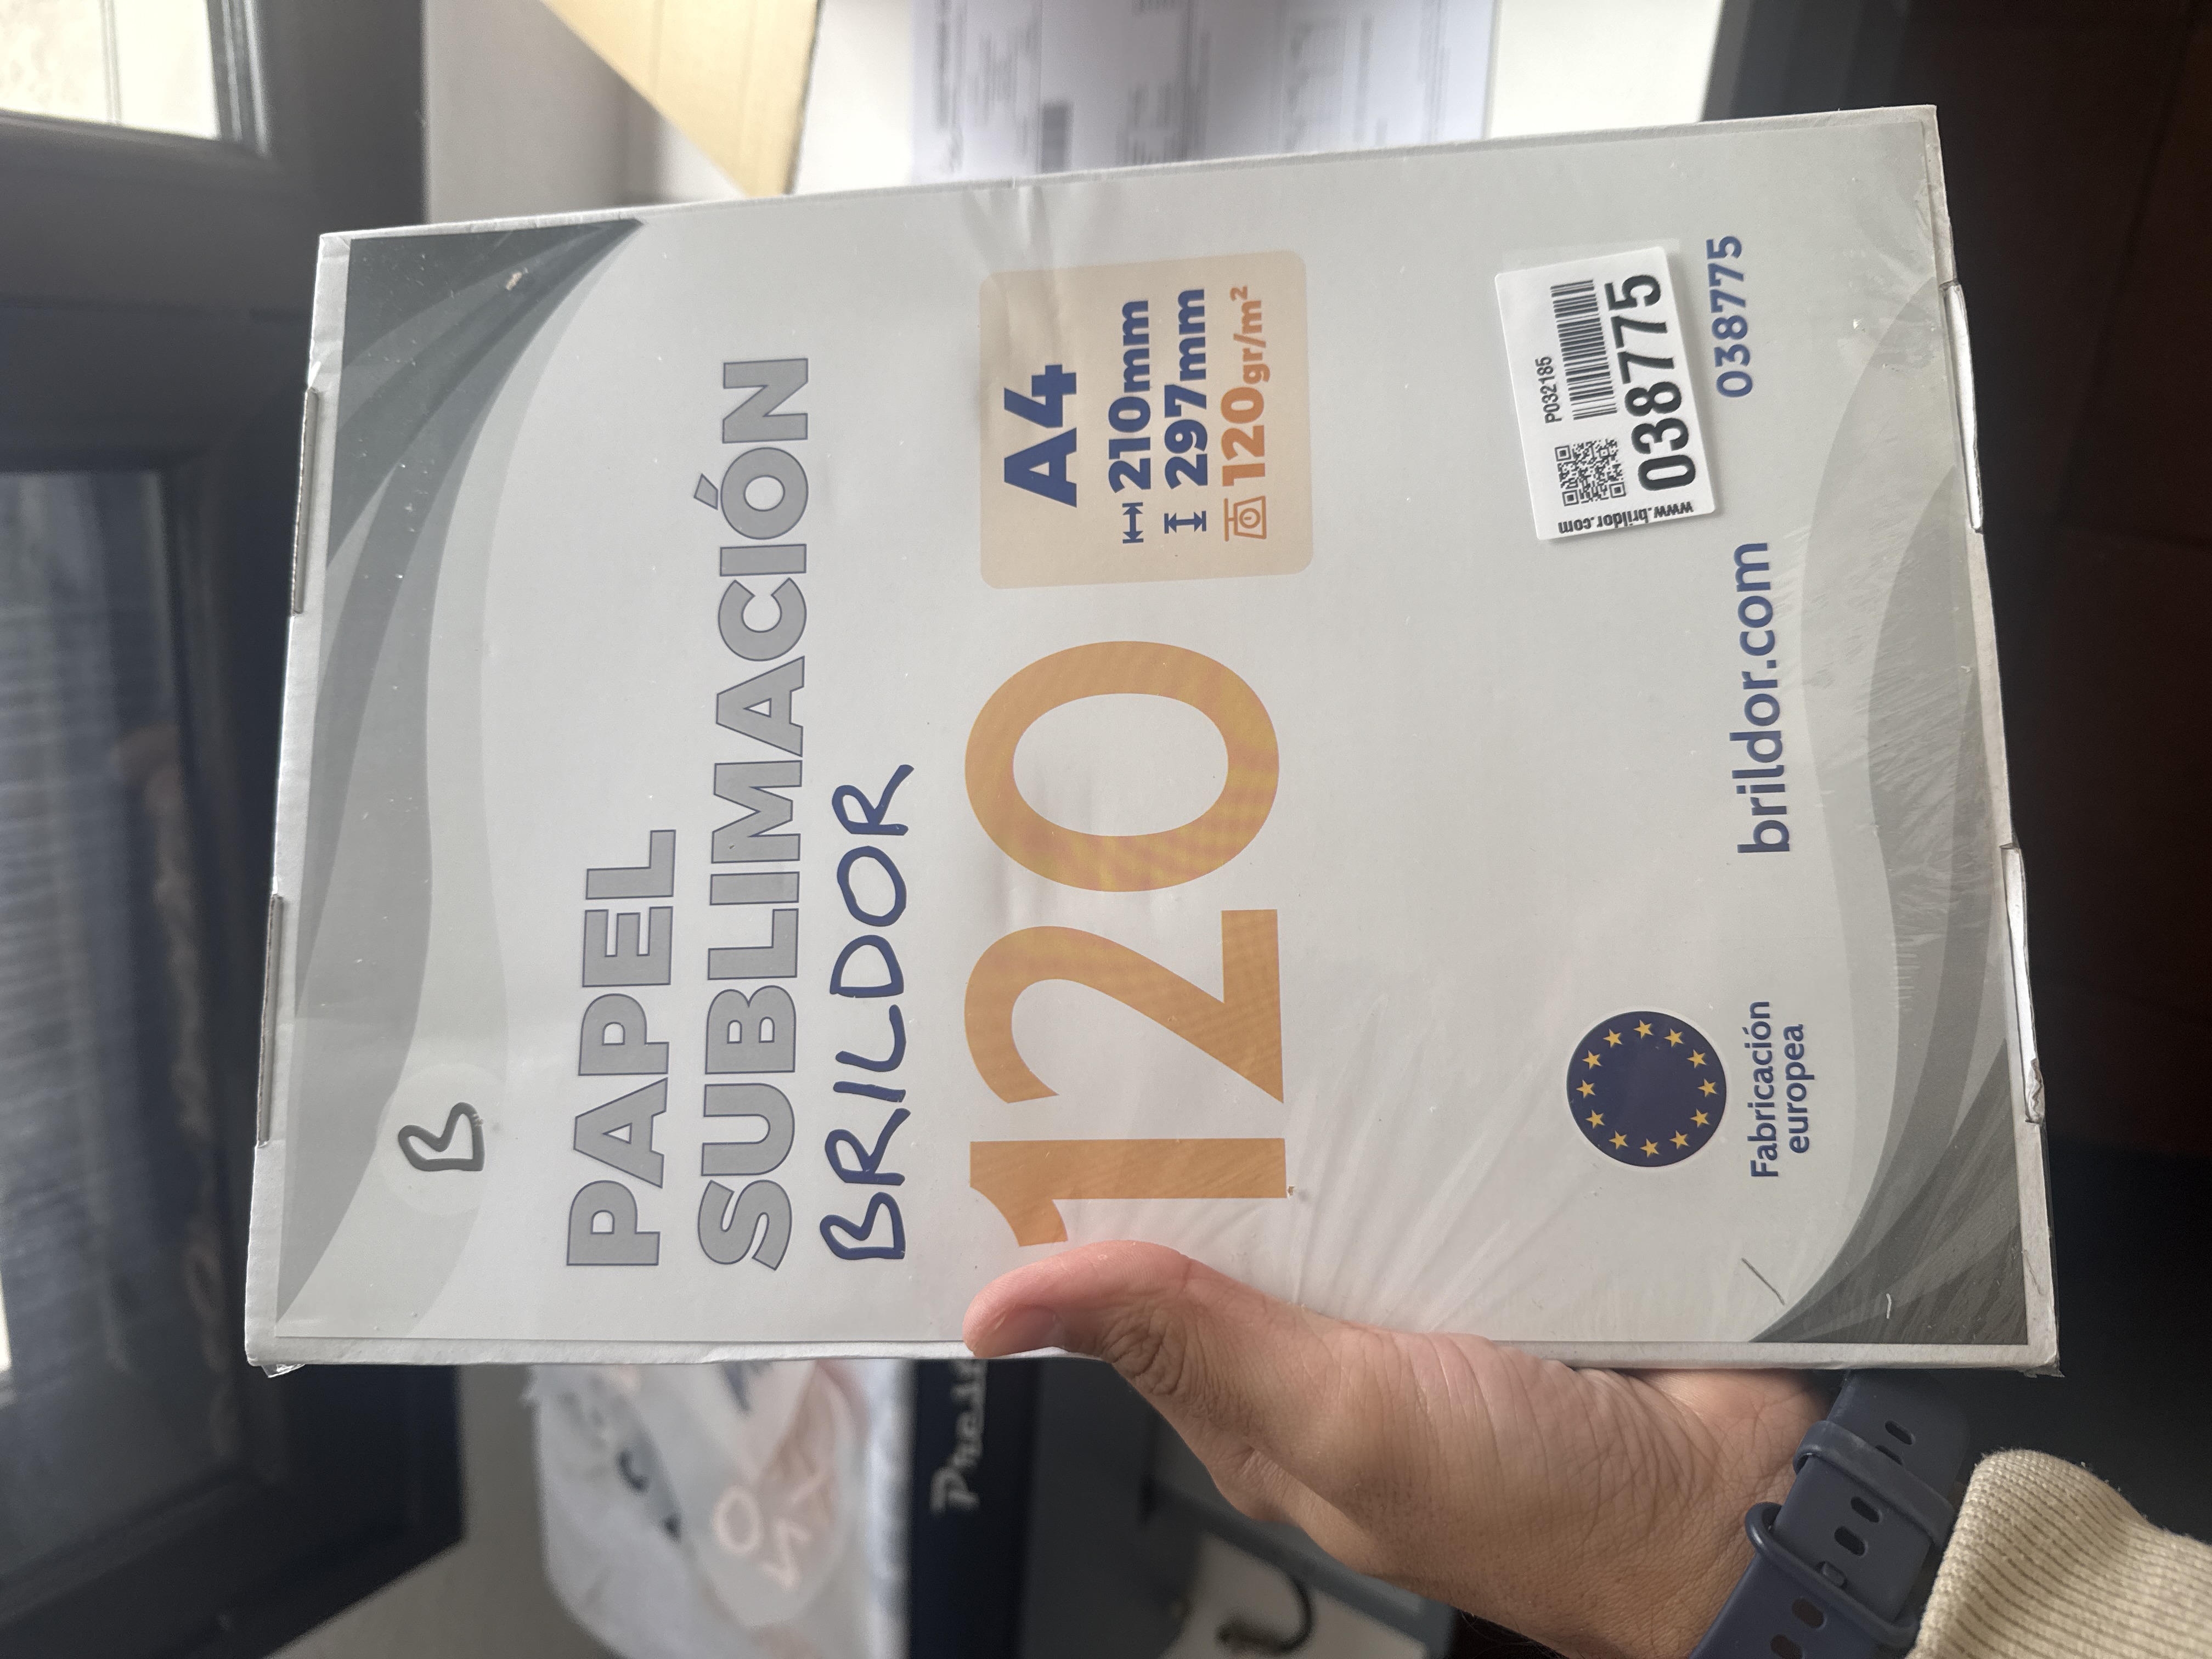 B
PAPEL
SUBLIMACIÓN
BRILDOR
120
A4
210mm
297mm
120gr/m²
P032185
038775
www.brildor.com
038775
brildor.com
Fabricación
europea